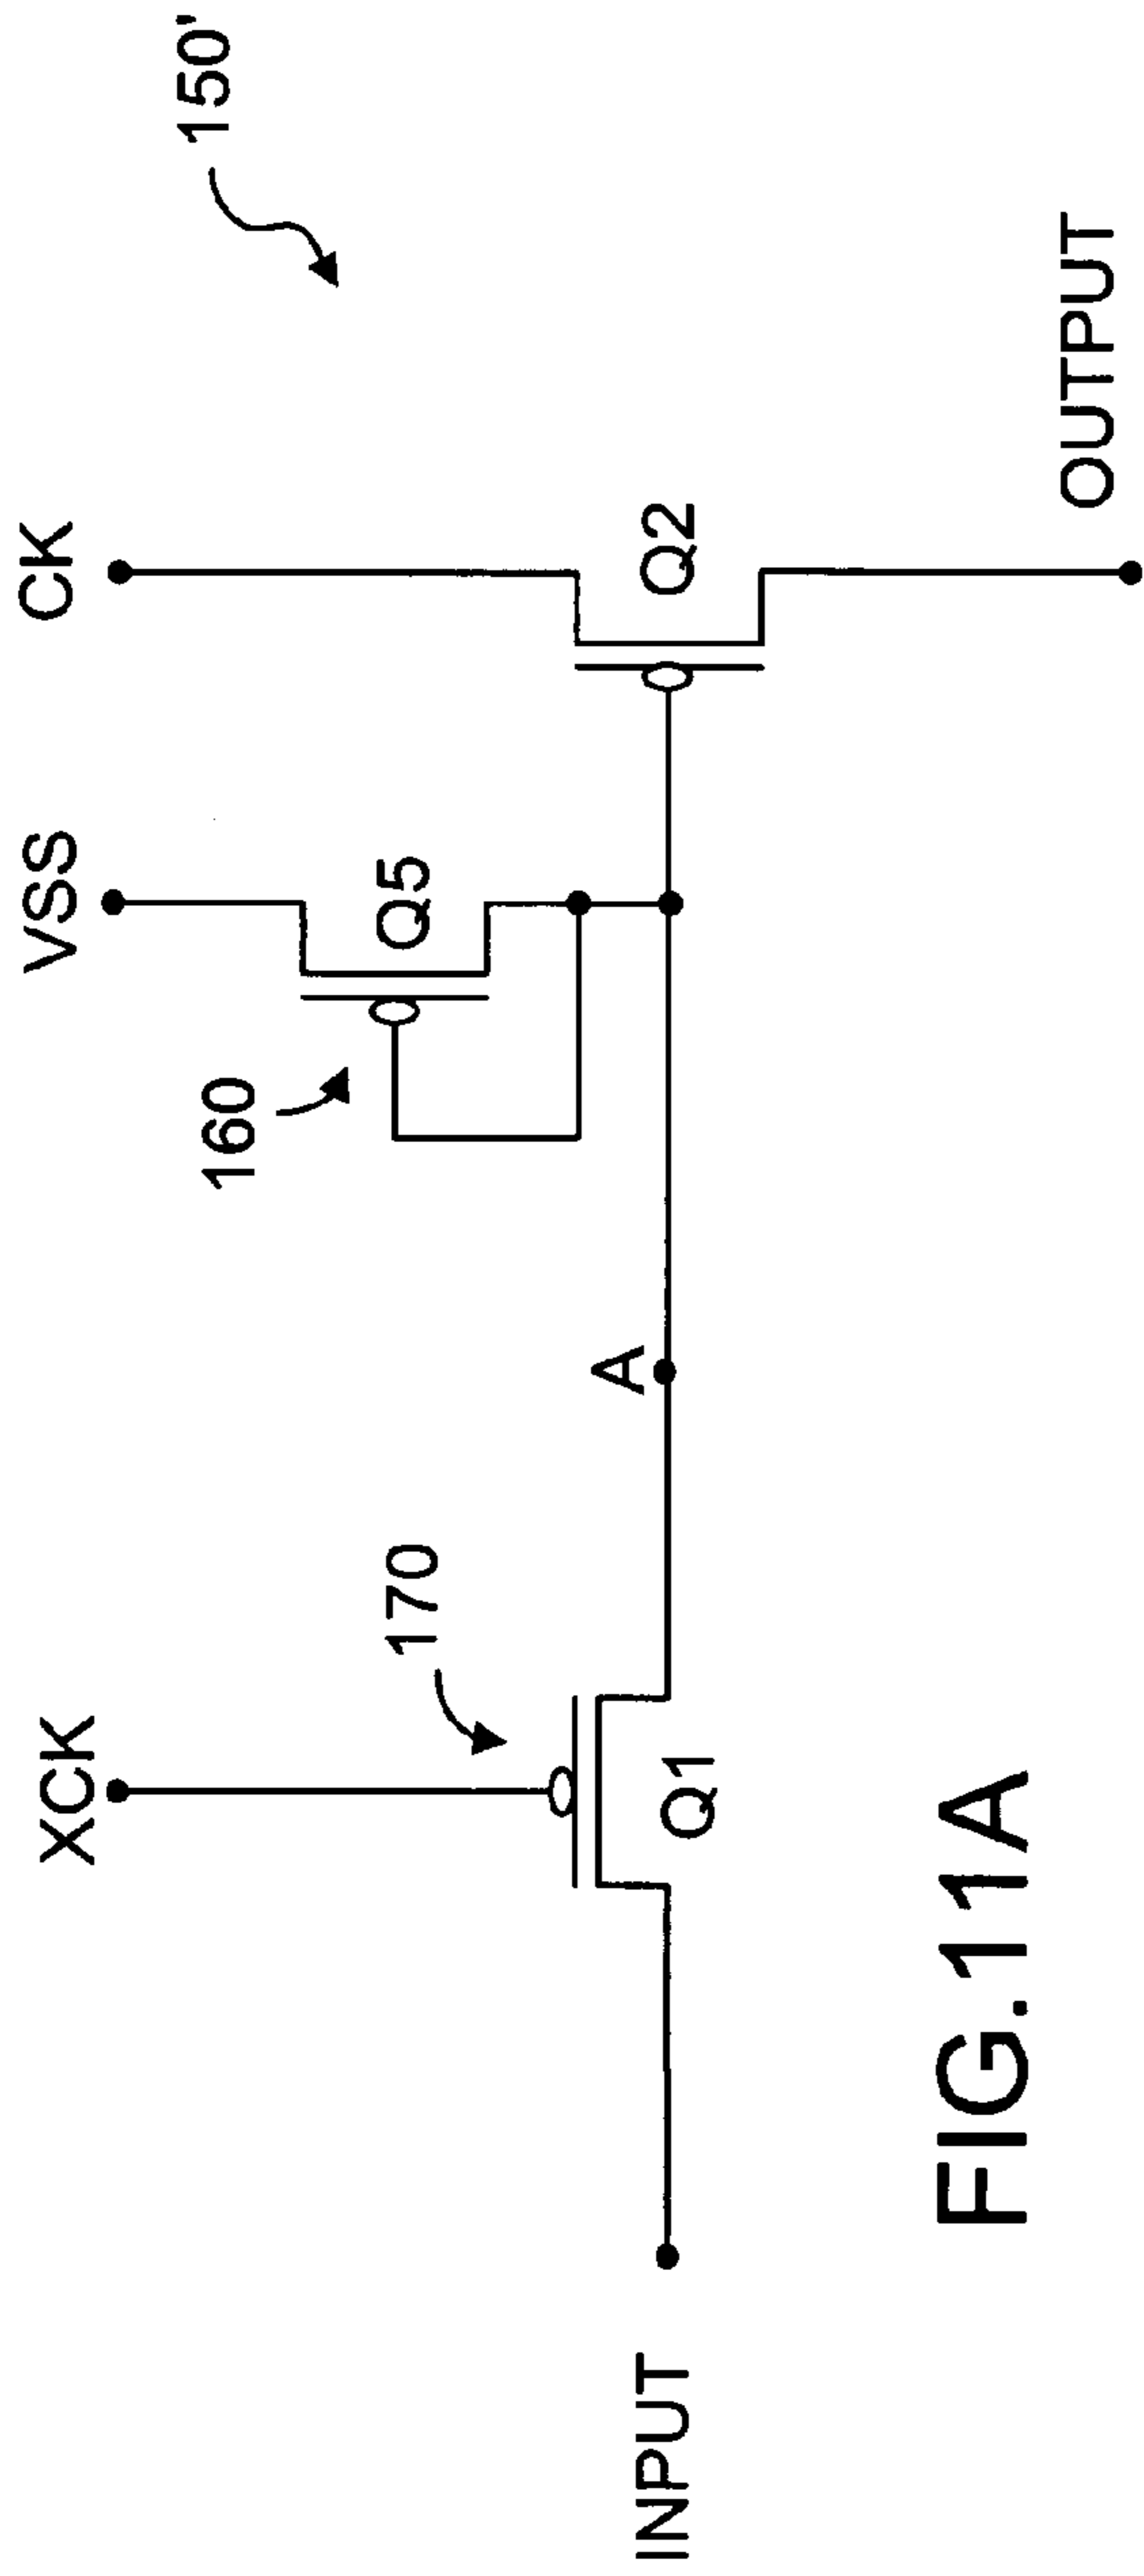 150'
XCK
VSS
CK
160
170
Q5
A
Q2
Q1
INPUT
OUTPUT
FIG.11A